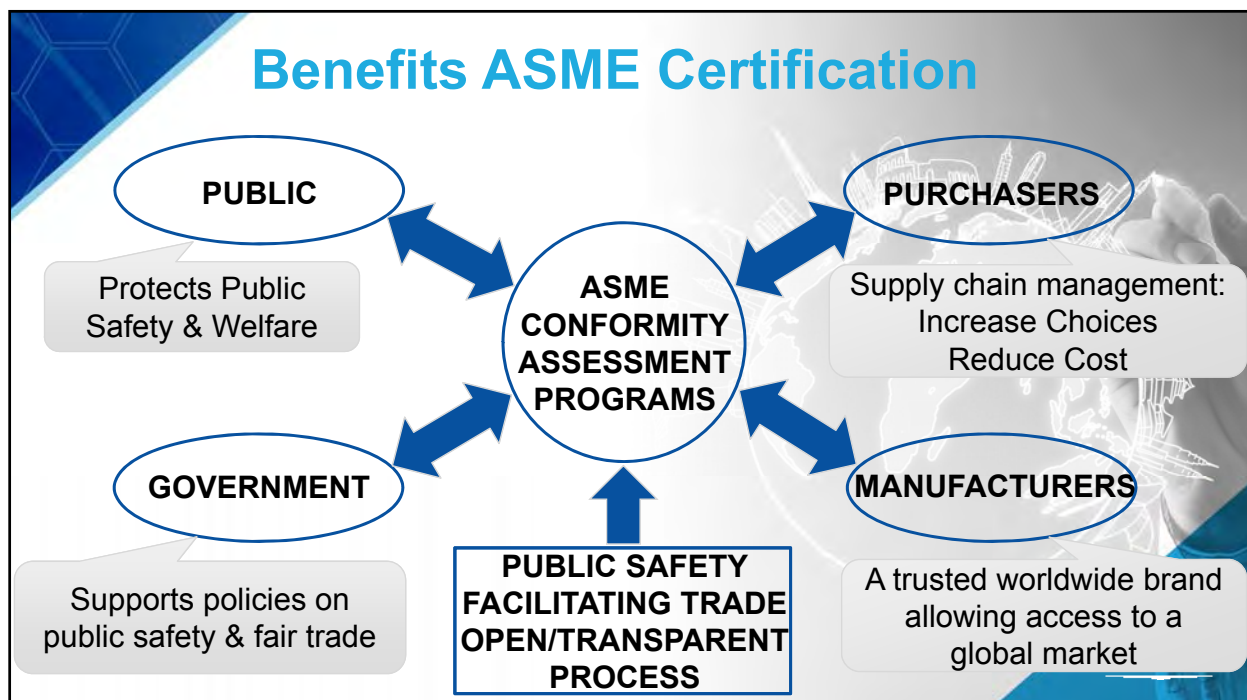 Benefits ASME Certification
PUBLIC
Protects Public
Safety & Welfare
PURCHASERS
Supply chain management:
Increase Choices
Reduce Cost
ASME
CONFORMITY
ASSESSMENT
PROGRAMS
GOVERNMENT
Supports policies on
public safety & fair trade
MANUFACTURERS
A trusted worldwide brand
allowing access to a
global market
PUBLIC SAFETY
FACILITATING TRADE
OPEN/TRANSPARENT
PROCESS